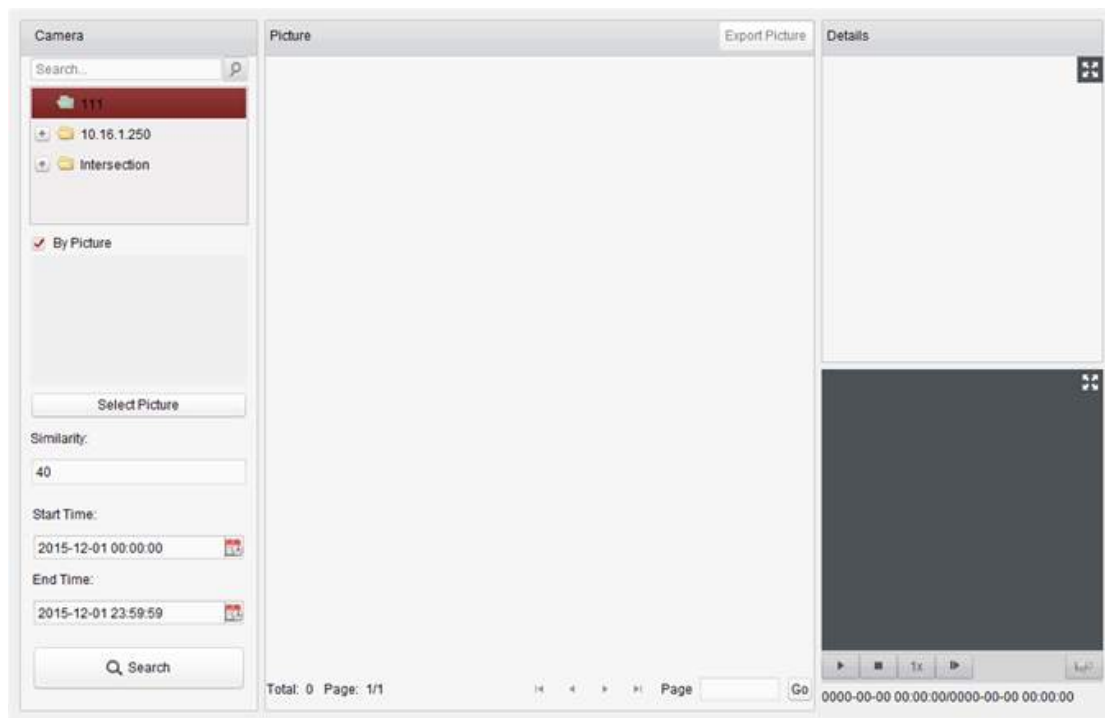 Camera
Search...
111
10.16.1.250
Intersection
By Picture
Select Picture
Similarity:
40
Start Time:
2015-12-01 00:00:00
End Time:
2015-12-01 23:59:59
Search
Picture
Export Picture
Total: 0 Page: 1/1
Page
Go
Details
1x
0000-00-00 00:00:00/0000-00-00 00:00:00